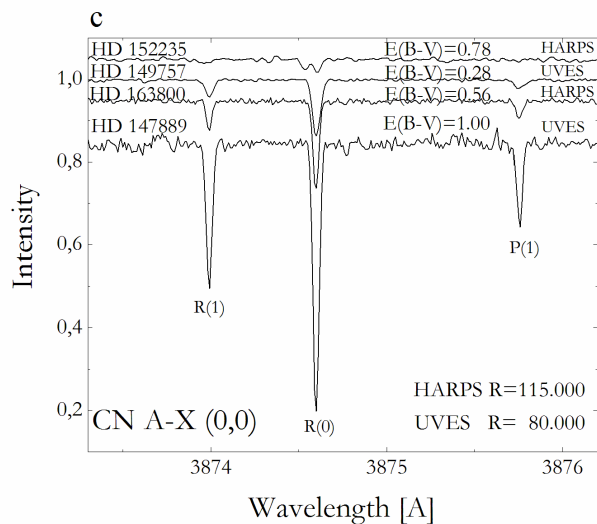 c
HD 152235 E(B-V)=0.78 HARPS
HD 149757 E(B-V)=0.28 UVES
1,0
HD 163800 E(B-V)=0.56 HARPS
HD 147889 E(B-V)=1.00 UVES
0,8
Intensity
0,6
P(1)
R(1)
0,4
HARPS R=115.000
0,2
CN A-X (0,0) R(0) UVES R= 80.000
3874 3875 3876
Wavelength [A]